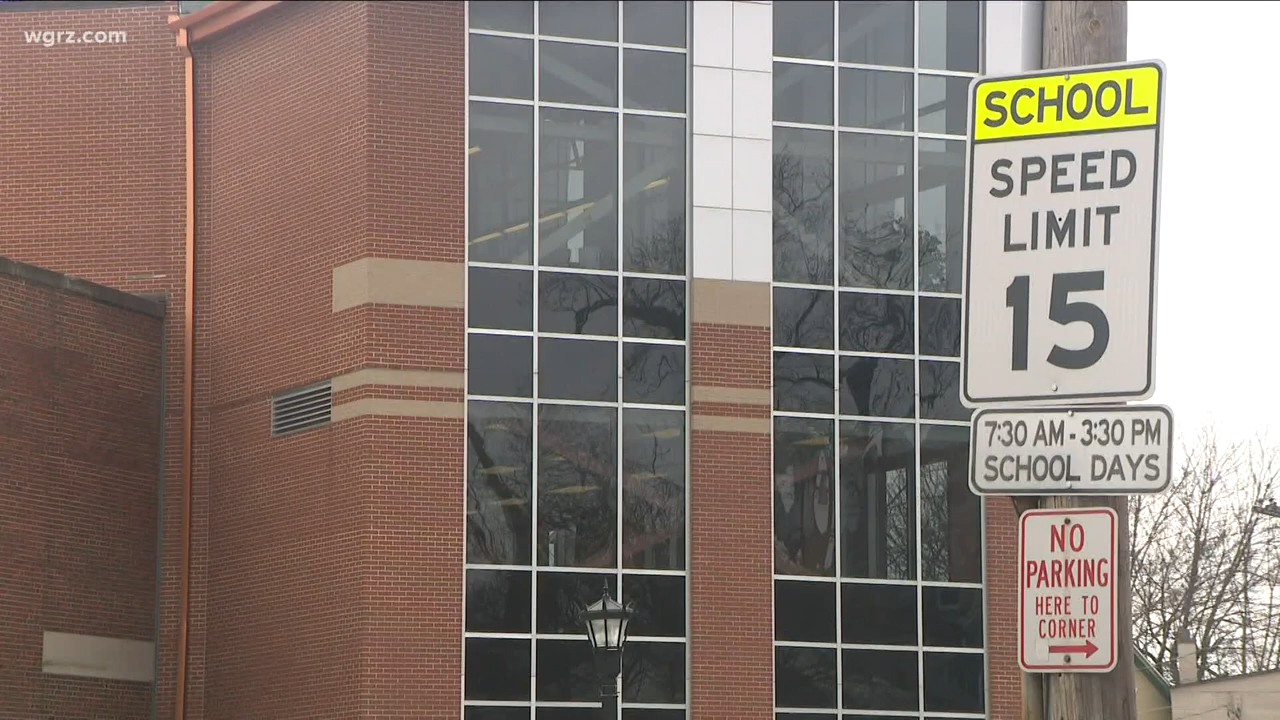 wgrz.com
SCHOOL
SPEED
LIMIT
15
7:30 AM - 3:30 PM
SCHOOL DAYS
NO
PARKING
HERE TO
CORNER